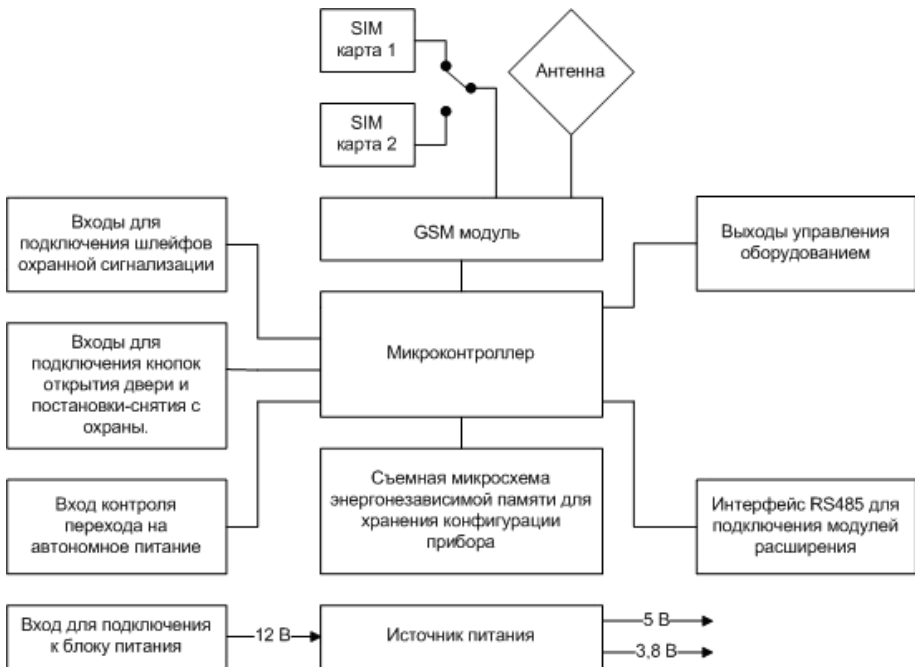 SIM
карта 1
Антенна
SIM
карта 2
Входы для
подключения шлейфов
охранной сигнализации
GSM модуль
Выходы управления
оборудованием
Входы для
подключения кнопок
открытия двери и
постановки-снятия с
охраны.
Микроконтроллер
Вход контроля
перехода на
автономное питание
Съемная микросхема
энергонезависимой памяти для
хранения конфигурации
прибора
Интерфейс RS485 для
подключения модулей
расширения
Вход для подключения
к блоку питания
12 В
Источник питания
5 В
3,8 В